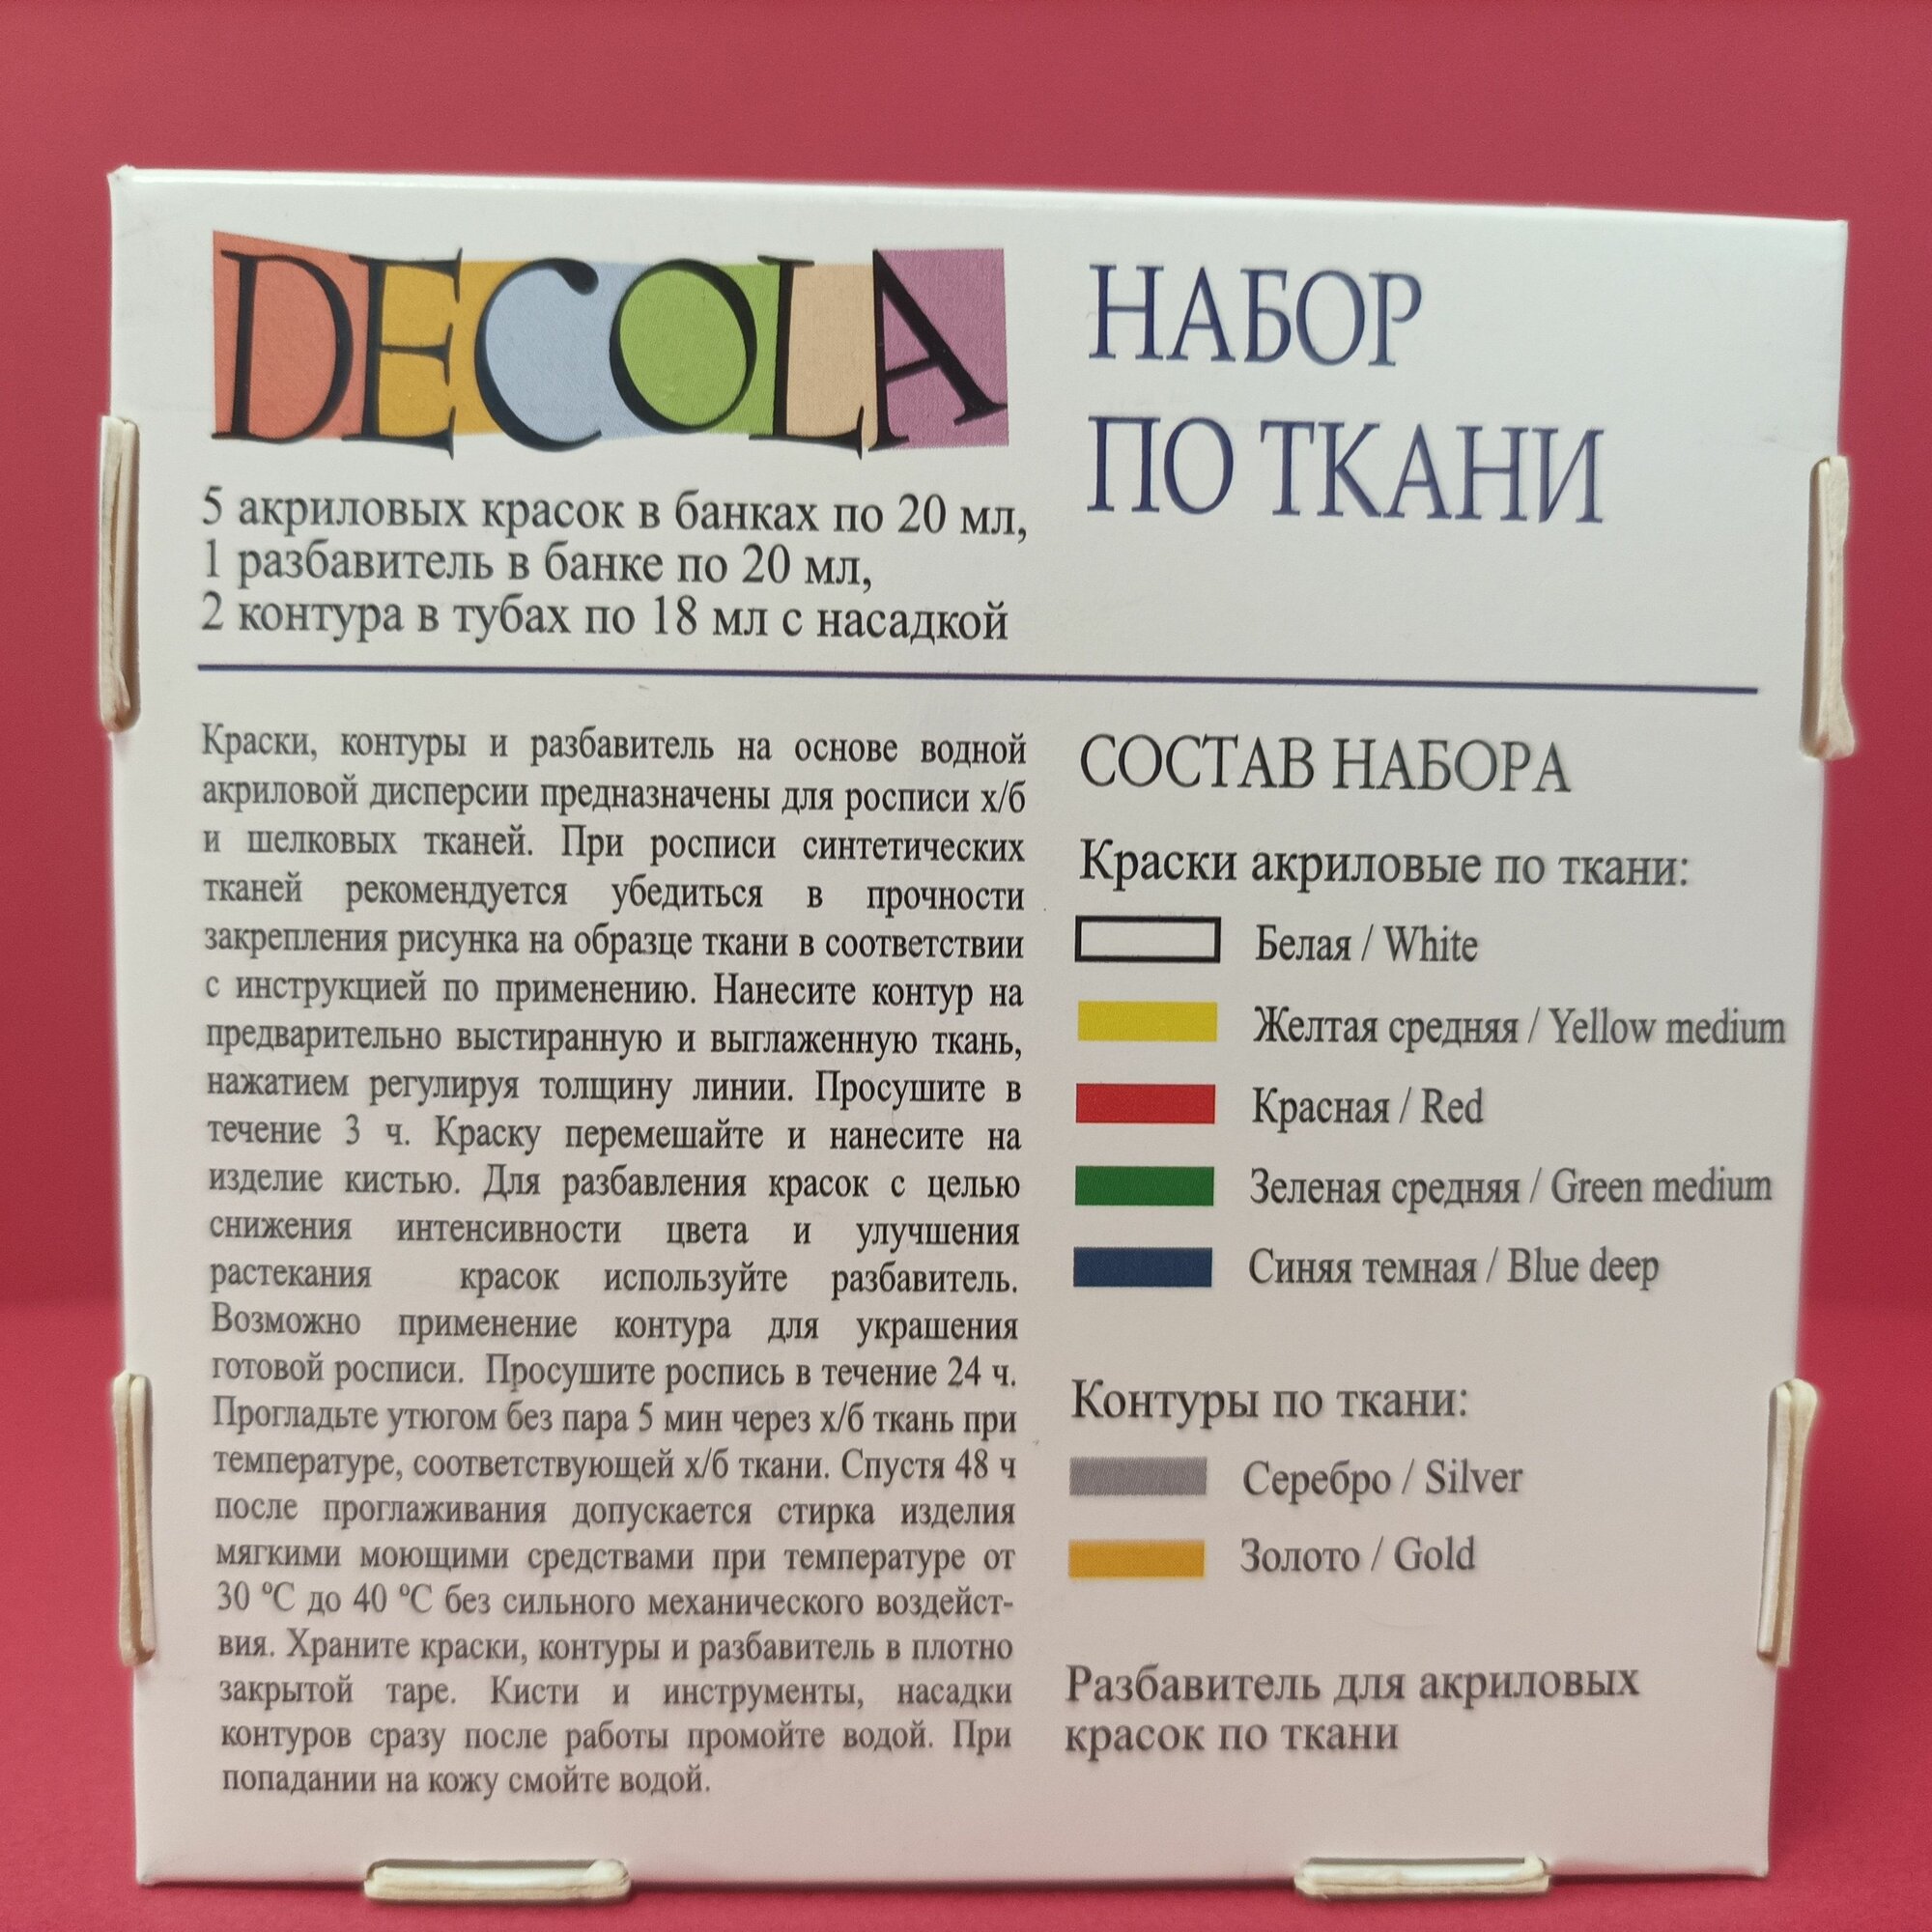 DECOLA
НАБОР
ПО ТКАНИ
5 акриловых красок в банках по 20 мл,
1 разбавитель в банке по 20 мл,
2 контура в тубах по 18 мл с насадкой
Краски, контуры и разбавитель на основе водной
акриловой дисперсии предназначены для росписи х/б
и шелковых тканей. При росписи синтетических
тканей рекомендуется убедиться в прочности
закрепления рисунка на образце ткани в соответствии
с инструкцией по применению. Нанесите контур на
предварительно выстиранную и выглаженную ткань,
нажатием регулируя толщину линии. Просушите в
течение 3 ч. Краску перемешайте и нанесите на
изделие кистью. Для разбавления красок с целью
снижения интенсивности цвета и улучшения
растекания красок используйте разбавитель.
Возможно применение контура для украшения
готовой росписи. Просушите роспись в течение 24 ч.
Прогладьте утюгом без пара 5 мин через х/б ткань при
температуре, соответствующей х/б ткани. Спустя 48 ч
после проглаживания допускается стирка изделия
мягкими моющими средствами при температуре от
30 ºС до 40 ºС без сильного механического воздейст-
вия. Храните краски, контуры и разбавитель в плотно
закрытой таре. Кисти и инструменты, насадки
контуров сразу после работы промойте водой. При
попадании на кожу смойте водой.
СОСТАВ НАБОРА
Краски акриловые по ткани:
Белая / White
Желтая средняя / Yellow medium
Красная / Red
Зеленая средняя / Green medium
Синяя темная / Blue deep
Контуры по ткани:
Серебро / Silver
Золото / Gold
Разбавитель для акриловых
красок по ткани